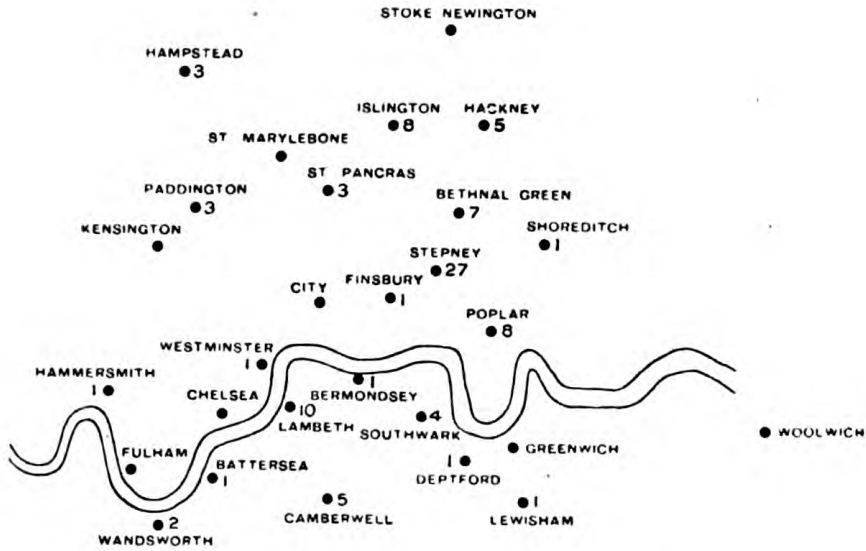 STOKE NEWINGTON
HAMPSTEAD
3
ISLINGTON HACKNEY
8 5
ST MARYLEBONE
ST PANCRAS
3
PADDINGTON
3
BETHNAL GREEN
7
KENSINGTON
SHOREDITCH
1
STEPNEY
27
CITY
FINSBURY
1
POPLAR
8
WESTMINSTER
1
HAMMERSMITH
1
1
BERMONDSEY
CHELSEA
10
LAMBETH
4
SOUTHWARK
WOOLWICH
GREENWICH
FULHAM
BATTERSEA
1
1
DEPTFORD
5
CAMBERWELL
1
LEWISHAM
2
WANDSWORTH